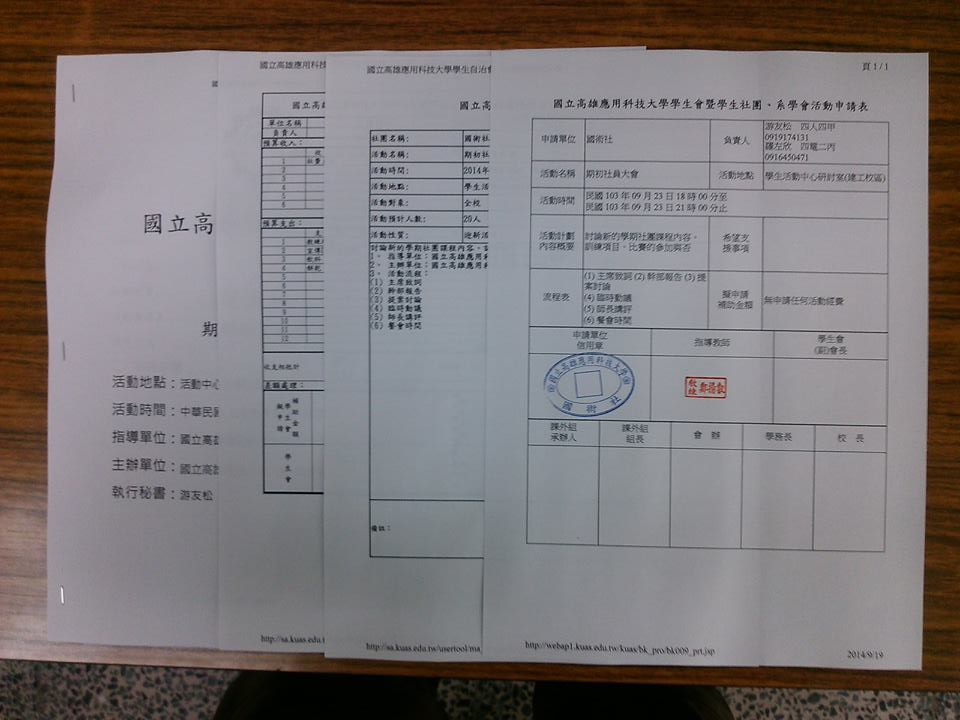 國立高
期
活動地點：活動中心
活動時間：中華民國
指導單位：國立高雄
主辦單位：國立高雄
執行秘書：游友松
國立高雄應用科技
國立高雄
單位名稱
負責人
預算收入：
收
1 社費
2
3
4
5
6
預算支出：
支
1
2
3
4
5
6
7
8
9
10
11
12
收支相抵計
差額處理：
擬申請 學生會 補助金額
學生會
http://sa.kuas.edu.t
國立高雄應用科技大學學生自治會
國立高
社團名稱： 國術社
活動名稱： 期初社
活動時間： 2014年
活動地點： 學生活
活動對象： 全校
活動預計人數： 20人
活動性質： 迎新活
討論新的學期社團課程內容，
1、 指導單位：國立高雄應用
2、 主辦單位：國立高雄應用
3、 活動流程：
(1) 主席致詞
(2) 幹部報告
(3) 提案討論
(4) 臨時動議
(5) 師長講評
(6) 餐會時間
備註：
http://sa.kuas.edu.tw/usertool/ma_
頁 1 / 1
國立高雄應用科技大學學生會暨學生社團、系學會活動申請表
申請單位 國術社 負責人 游友松 四人四甲
0919174131
羅左欣 四電二丙
0916450471
活動名稱 期初社員大會 活動地點 學生活動中心研討室(建工校區)
活動時間 民國 103 年 09 月 23 日 18 時 00 分至
民國 103 年 09 月 23 日 21 時 00 分止
活動計劃內容概要 討論新的學期社團課程內容。
訓練項目。比賽的參加與否
希望支援事項
流程表 (1) 主席致詞 (2) 幹部報告 (3) 提
案討論
(4) 臨時動議
(5) 師長講評
(6) 餐會時間
擬申請補助金額 無申請任何活動經費
申請單位信用章 指導教師 學生會(副)會長
國立高雄應用科技大學
國術社
課外組承辦人 課外組組長 會辦 學務長 校長
http://webap1.kuas.edu.tw/kuas/bk_pro/bk009_prt.jsp
2014/9/19